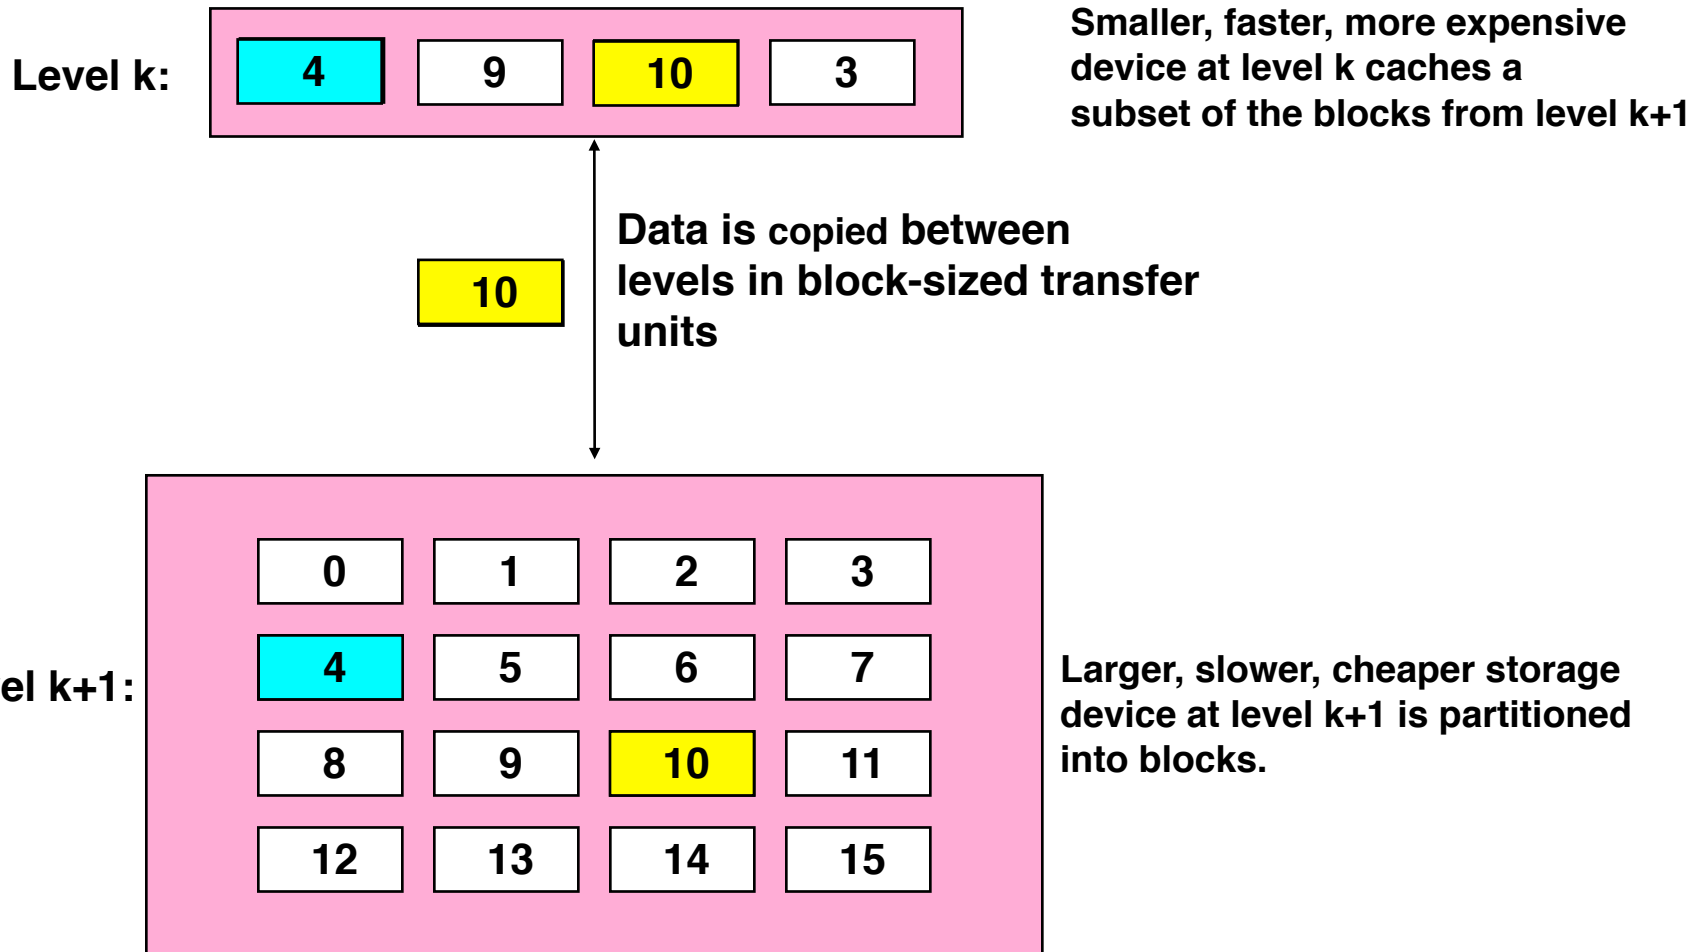 Smaller, faster, more expensive
device at level k caches a
subset of the blocks from level k+1
Level k:
4 9 10 3
Data is copied between
levels in block-sized transfer
units
10
0 1 2 3
4 5 6 7
el k+1:
8 9 10 11
12 13 14 15
Larger, slower, cheaper storage
device at level k+1 is partitioned
into blocks.